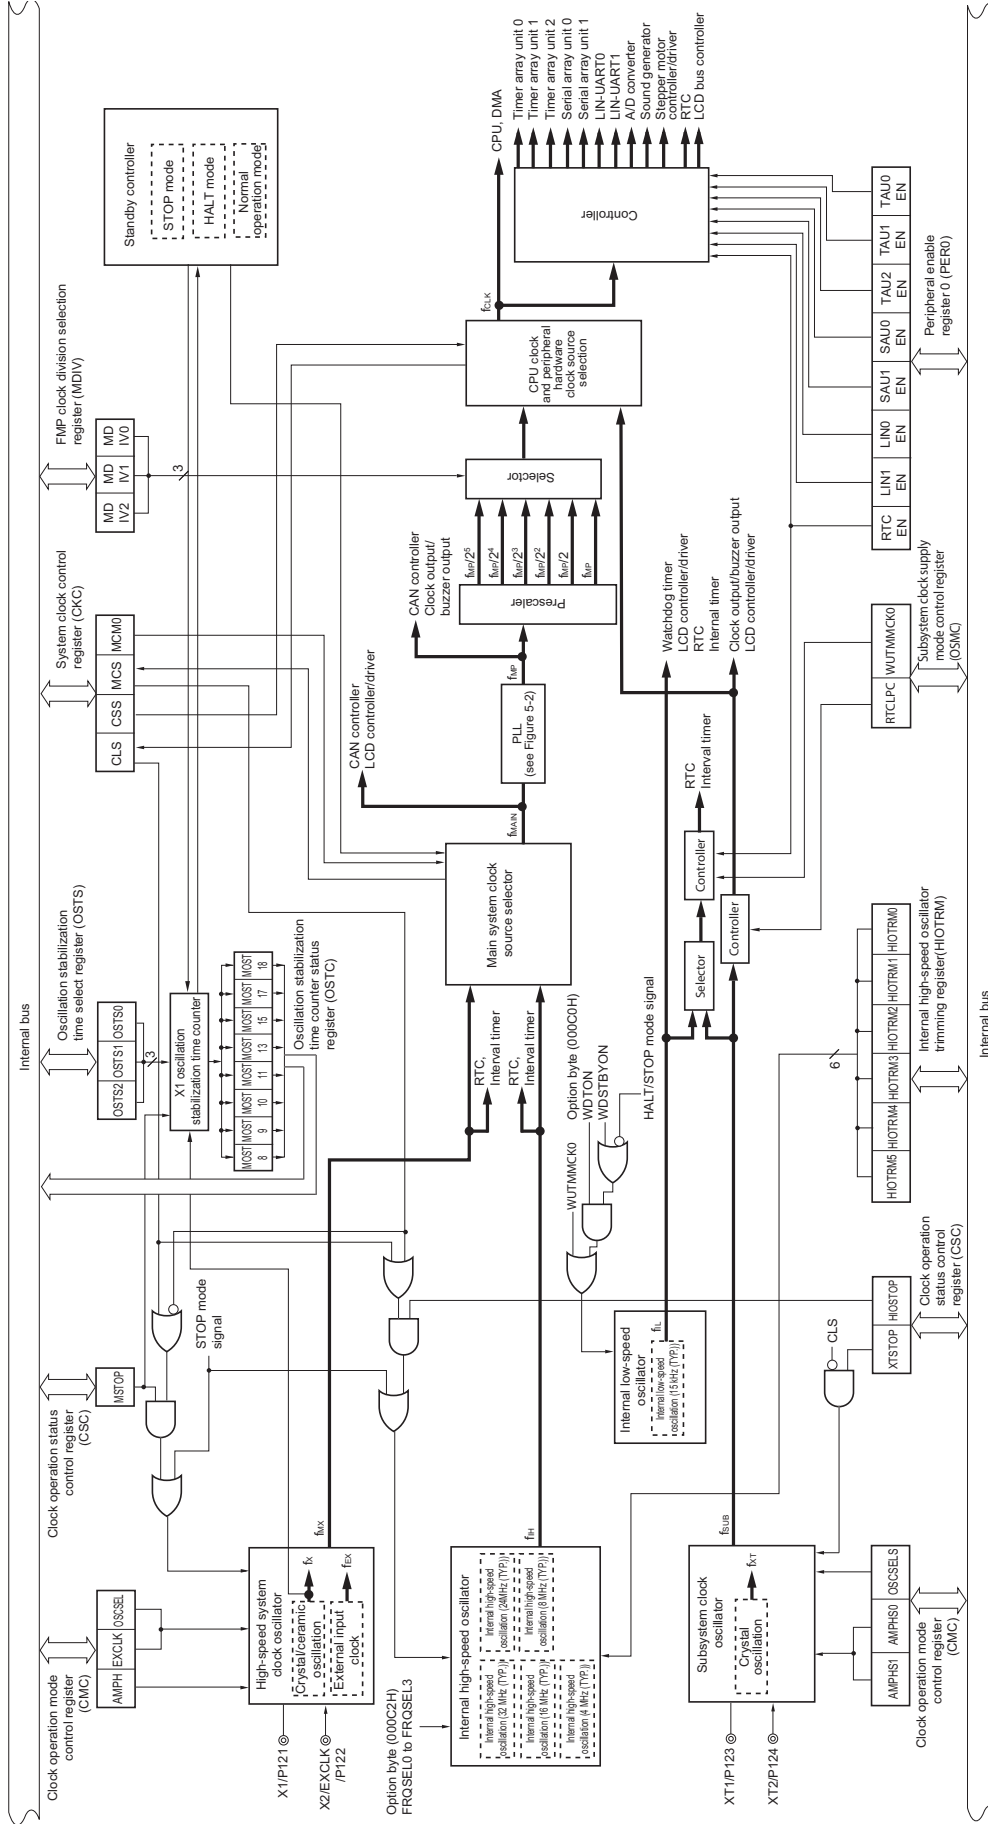 Internal bus
Clock operation mode
control register
(CMC)
AMPH
EXCLK
OSCSEL
Clock operation status
control register
(CSC)
MSTOP
Oscillation stabilization
time select register (OSTS)
OSTS2
OSTS1
OSTS0
3
System clock control
register (CKC)
CLS
CSS
MCS
MCM0
FMP clock division selection
register (MDIV)
MD
IV2
MD
IV1
MD
IV0
3
Standby controller
STOP mode
HALT mode
Normal
operation mode
X1 oscillation
stabilization time counter
MOST
8
MOST
9
MOST
10
MOST
11
MOST
13
MOST
15
MOST
17
MOST
18
Oscillation stabilization
time counter status
register (OSTC)
STOP mode
signal
X1/P121
X2/EXCLK
/P122
High-speed system
clock oscillator
Crystal/ceramic
oscillation
External input
clock
fX
fEX
fMX
RTC,
Interval timer
RTC,
Interval timer
Main system clock
source selector
fMAIN
CAN controller
LCD controller/driver
PLL
(see Figure 5-2)
fMP
CAN controller
Clock output/
buzzer output
Prescaler
fMP/2⁵
fMP/2⁴
fMP/2³
fMP/2²
fMP/2
fMP
Selector
CPU clock
and peripheral
hardware
clock source
selection
fCLK
CPU, DMA
Controller
Timer array unit 0
Timer array unit 1
Timer array unit 2
Serial array unit 0
Serial array unit 1
LIN-UART0
LIN-UART1
A/D converter
Sound generator
Stepper motor
controller/driver
RTC
LCD bus controller
Option byte (000C2H)
FRQSEL0 to FRQSEL3
Internal high-speed oscillator
Internal high-speed
oscillation (32 MHz (TYP.))
Internal high-speed
oscillation (24MHz (TYP.))
Internal high-speed
oscillation (16 MHz (TYP.))
Internal high-speed
oscillation (8 MHz (TYP.))
Internal high-speed
oscillation (4 MHz (TYP.))
fIH
WUTMMCK0
Option byte (000C0H)
WDTON
WDSTBYON
HALT/STOP mode signal
Internal low-speed
oscillator
Internal low-speed
oscillation (15 kHz (TYP.))
fIL
Watchdog timer
LCD controller/driver
RTC
Internal timer
Selector
Controller
RTC
Interval timer
Controller
Clock output/buzzer output
LCD controller/driver
XT1/P123
XT2/P124
Subsystem clock
oscillator
Crystal
oscillation
fXT
fSUB
CLS
6
AMPHS1
AMPHS0
OSCSELS
Clock operation mode
control register
(CMC)
XTSTOP
HIOSTOP
Clock operation
status control
register (CSC)
HIOTRM5
HIOTRM4
HIOTRM3
HIOTRM2
HIOTRM1
HIOTRM0
Internal high-speed oscillator
trimming register(HIOTRM)
RTCLPC
WUTMMCK0
Subsystem clock supply
mode control register
(OSMC)
RTC
EN
LIN1
EN
LIN0
EN
SAU1
EN
SAU0
EN
TAU2
EN
TAU1
EN
TAU0
EN
Peripheral enable
register 0 (PER0)
Internal bus